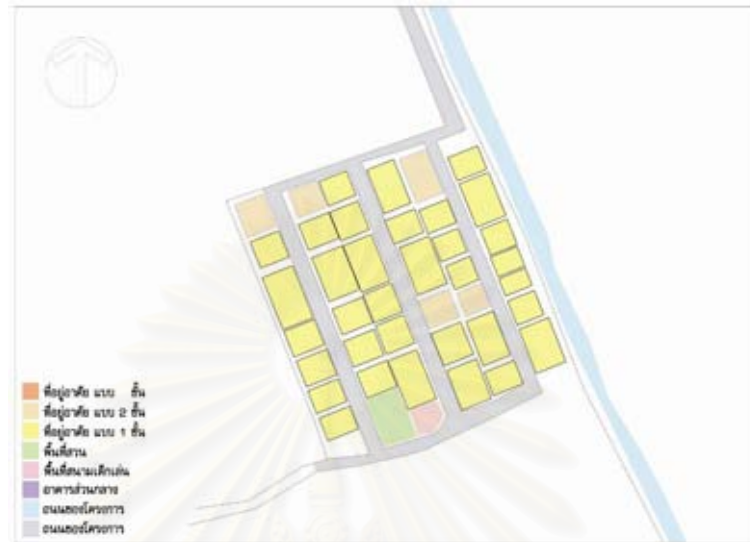 ที่อยู่อาศัย แบบ ชั้น
ที่อยู่อาศัย แบบ 2 ชั้น
ที่อยู่อาศัย แบบ 1 ชั้น
พื้นที่สวน
พื้นที่สนามเด็กเล่น
อาคารส่วนกลาง
ถนนของโครงการ
ถนนของโครงการ